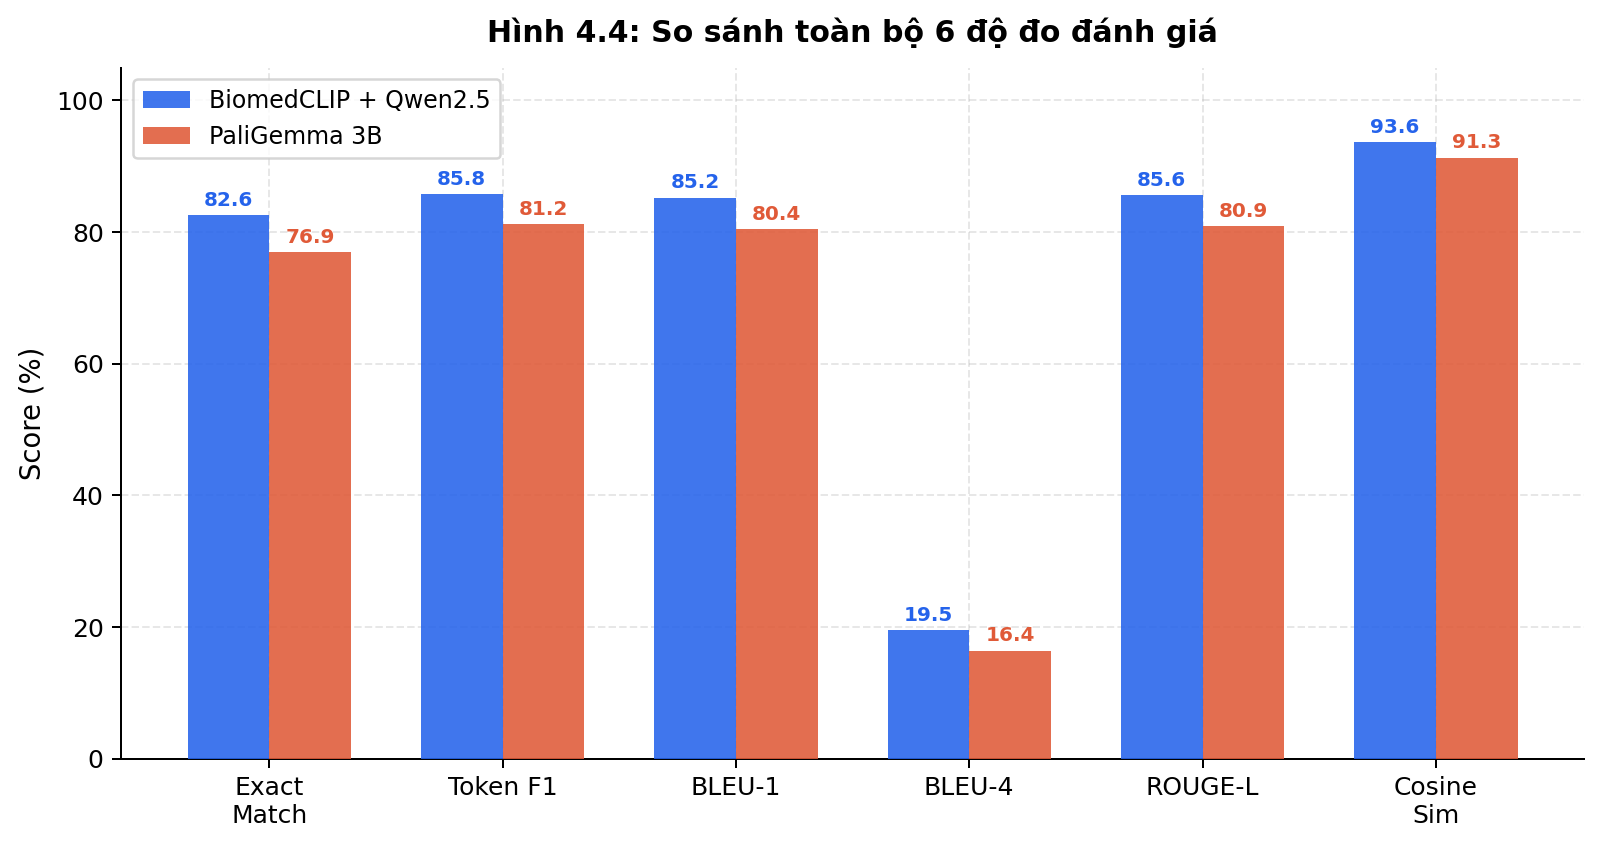 Hình 4.4: So sánh toàn bộ 6 độ đo đánh giá
BiomedCLIP + Qwen2.5
PaliGemma 3B
Score (%)
100
80
60
40
20
0
82.6
76.9
85.8
81.2
85.2
80.4
19.5
16.4
85.6
80.9
93.6
91.3
Exact
Match
Token F1
BLEU-1
BLEU-4
ROUGE-L
Cosine
Sim